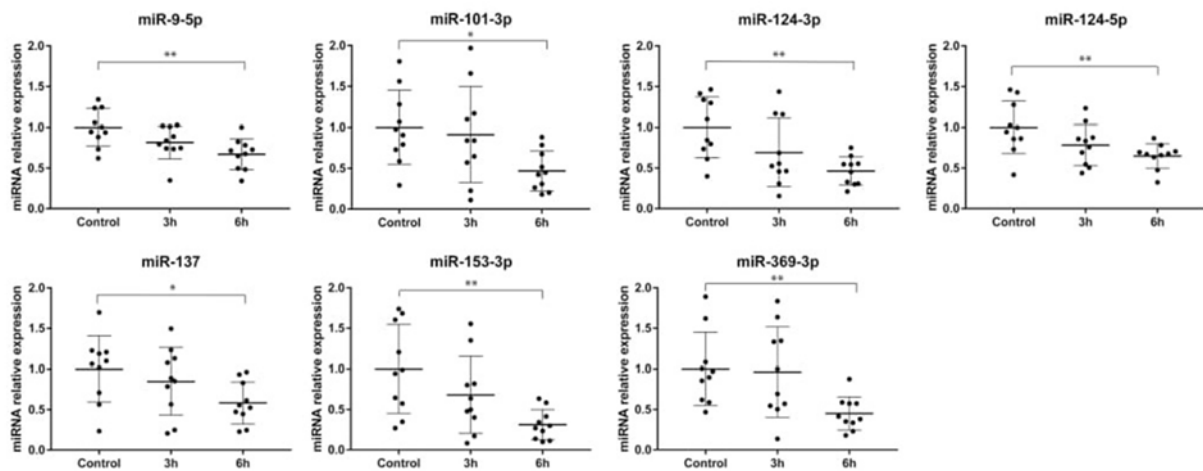 miR-9-5p
miRNA relative expression
2.0
1.5
1.0
0.5
0.0
**
Control 3h 6h
miR-101-3p
miRNA relative expression
2.0
1.5
1.0
0.5
0.0
*
Control 3h 6h
miR-124-3p
miRNA relative expression
2.0
1.5
1.0
0.5
0.0
**
Control 3h 6h
miR-124-5p
miRNA relative expression
2.0
1.5
1.0
0.5
0.0
**
Control 3h 6h
miR-137
miRNA relative expression
2.0
1.5
1.0
0.5
0.0
*
Control 3h 6h
miR-153-3p
miRNA relative expression
2.0
1.5
1.0
0.5
0.0
**
Control 3h 6h
miR-369-3p
miRNA relative expression
2.0
1.5
1.0
0.5
0.0
**
Control 3h 6h